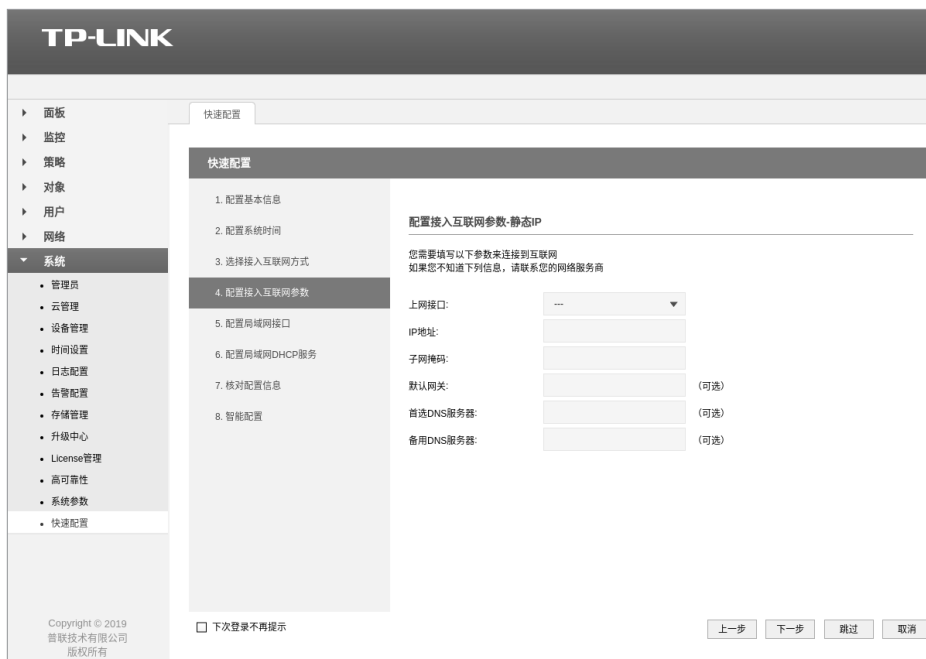 TP-LINK
面板
监控
策略
对象
用户
网络
系统
管理员
云管理
设备管理
时间设置
日志配置
告警配置
存储管理
升级中心
License管理
高可靠性
系统参数
快速配置
Copyright © 2019
普联技术有限公司
版权所有
快速配置
快速配置
1. 配置基本信息
2. 配置系统时间
3. 选择接入互联网方式
4. 配置接入互联网参数
5. 配置局域网接口
6. 配置局域网DHCP服务
7. 核对配置信息
8. 智能配置
配置接入互联网参数-静态IP
您需要填写以下参数来连接到互联网
如果您不知道下列信息，请联系您的网络服务商
上网接口: ---
IP地址:
子网掩码:
默认网关: （可选）
首选DNS服务器: （可选）
备用DNS服务器: （可选）
下次登录不再提示 上一步 下一步 跳过 取消